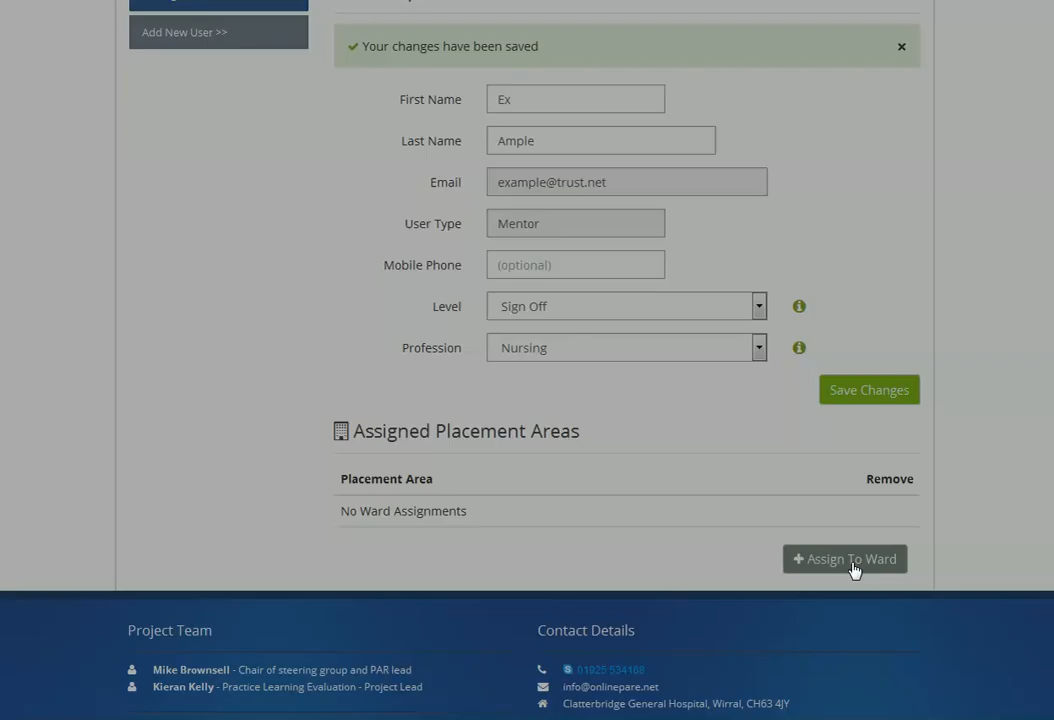 Add New User >>
Your changes have been saved
First Name Ex
Last Name Ample
Email example@trust.net
User Type Mentor
Mobile Phone (optional)
Level Sign Off
Profession Nursing
Save Changes
Assigned Placement Areas
Placement Area Remove
No Ward Assignments
Assign To Ward
Project Team
Mike Brownsell - Chair of steering group and PAR lead
Kieran Kelly - Practice Learning Evaluation - Project Lead
Contact Details
01925 534168
info@onlinepare.net
Clatterbridge General Hospital, Wirral, CH63 4JY